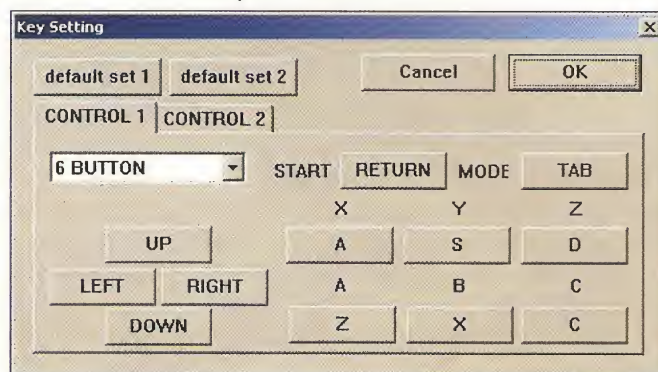 Key Setting
default set 1 default set 2 Cancel OK
CONTROL 1 CONTROL 2
6 BUTTON START RETURN MODE TAB
X Y Z
UP A S D
LEFT RIGHT A B C
DOWN Z X C